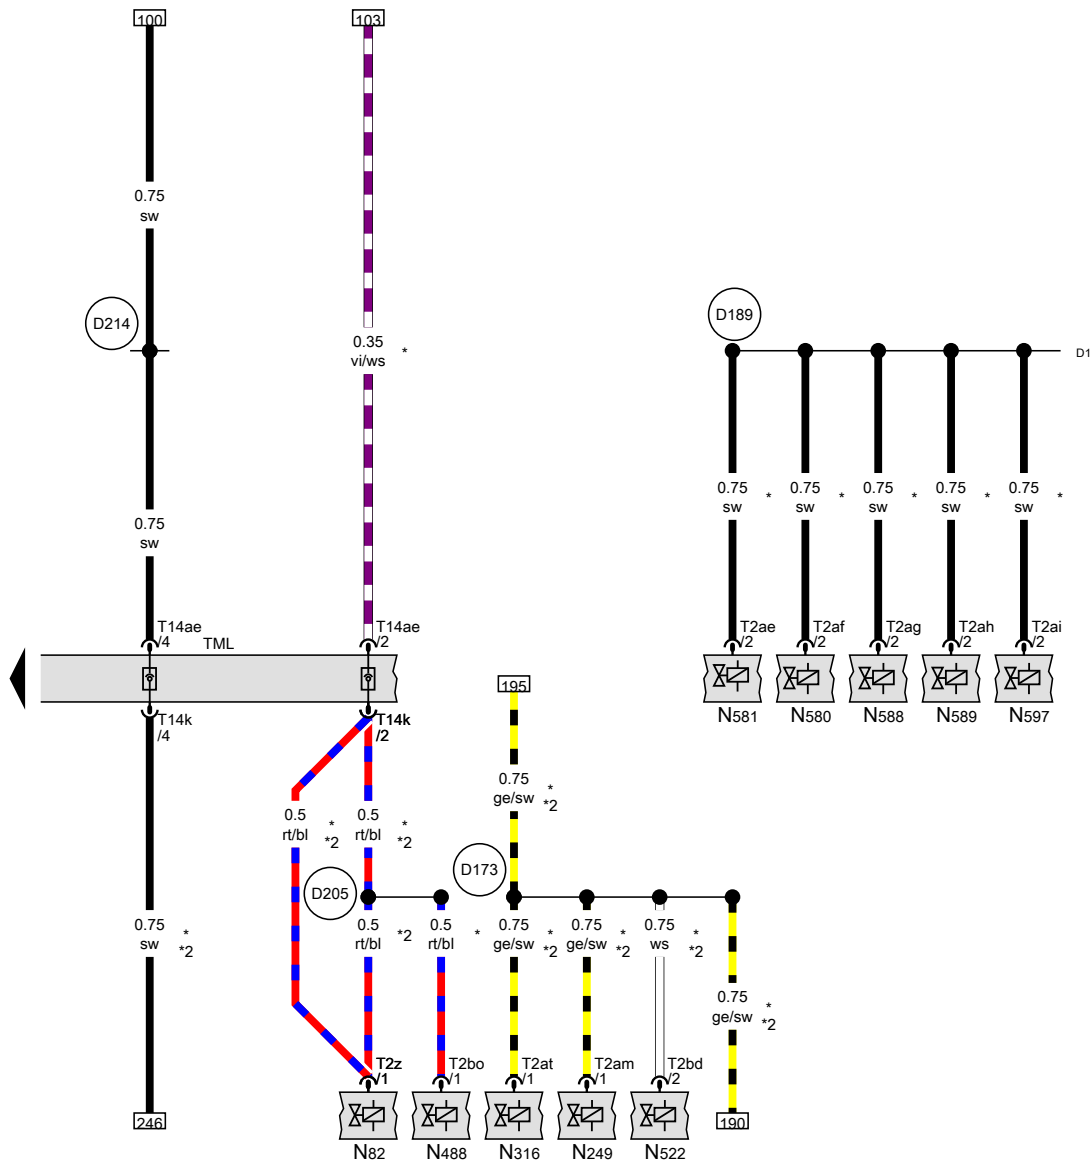 100
103
0.75
sw
D214
0.35
vi/ws *
D189
D1
0.75
sw
0.75
sw *
0.75
sw *
0.75
sw *
0.75
sw *
0.75
sw *
T14ae
/4
TML
T14ae
/2
T2ae
/2
T2af
/2
T2ag
/2
T2ah
/2
T2ai
/2
N581
N580
N588
N589
N597
195
T14k
/4
T14k
/2
0.75
ge/sw *
*2
0.5
rt/bl *
*2
0.5
rt/bl *
*2
D173
D205
0.75
sw *
*2
0.5
rt/bl *2
0.5
rt/bl *
0.75
ge/sw *
*2
0.75
ge/sw *
*2
0.75
ws *
*2
0.75
ge/sw *
*2
T2z
/1
T2bo
/1
T2at
/1
T2am
/1
T2bd
/2
246
190
N82
N488
N316
N249
N522